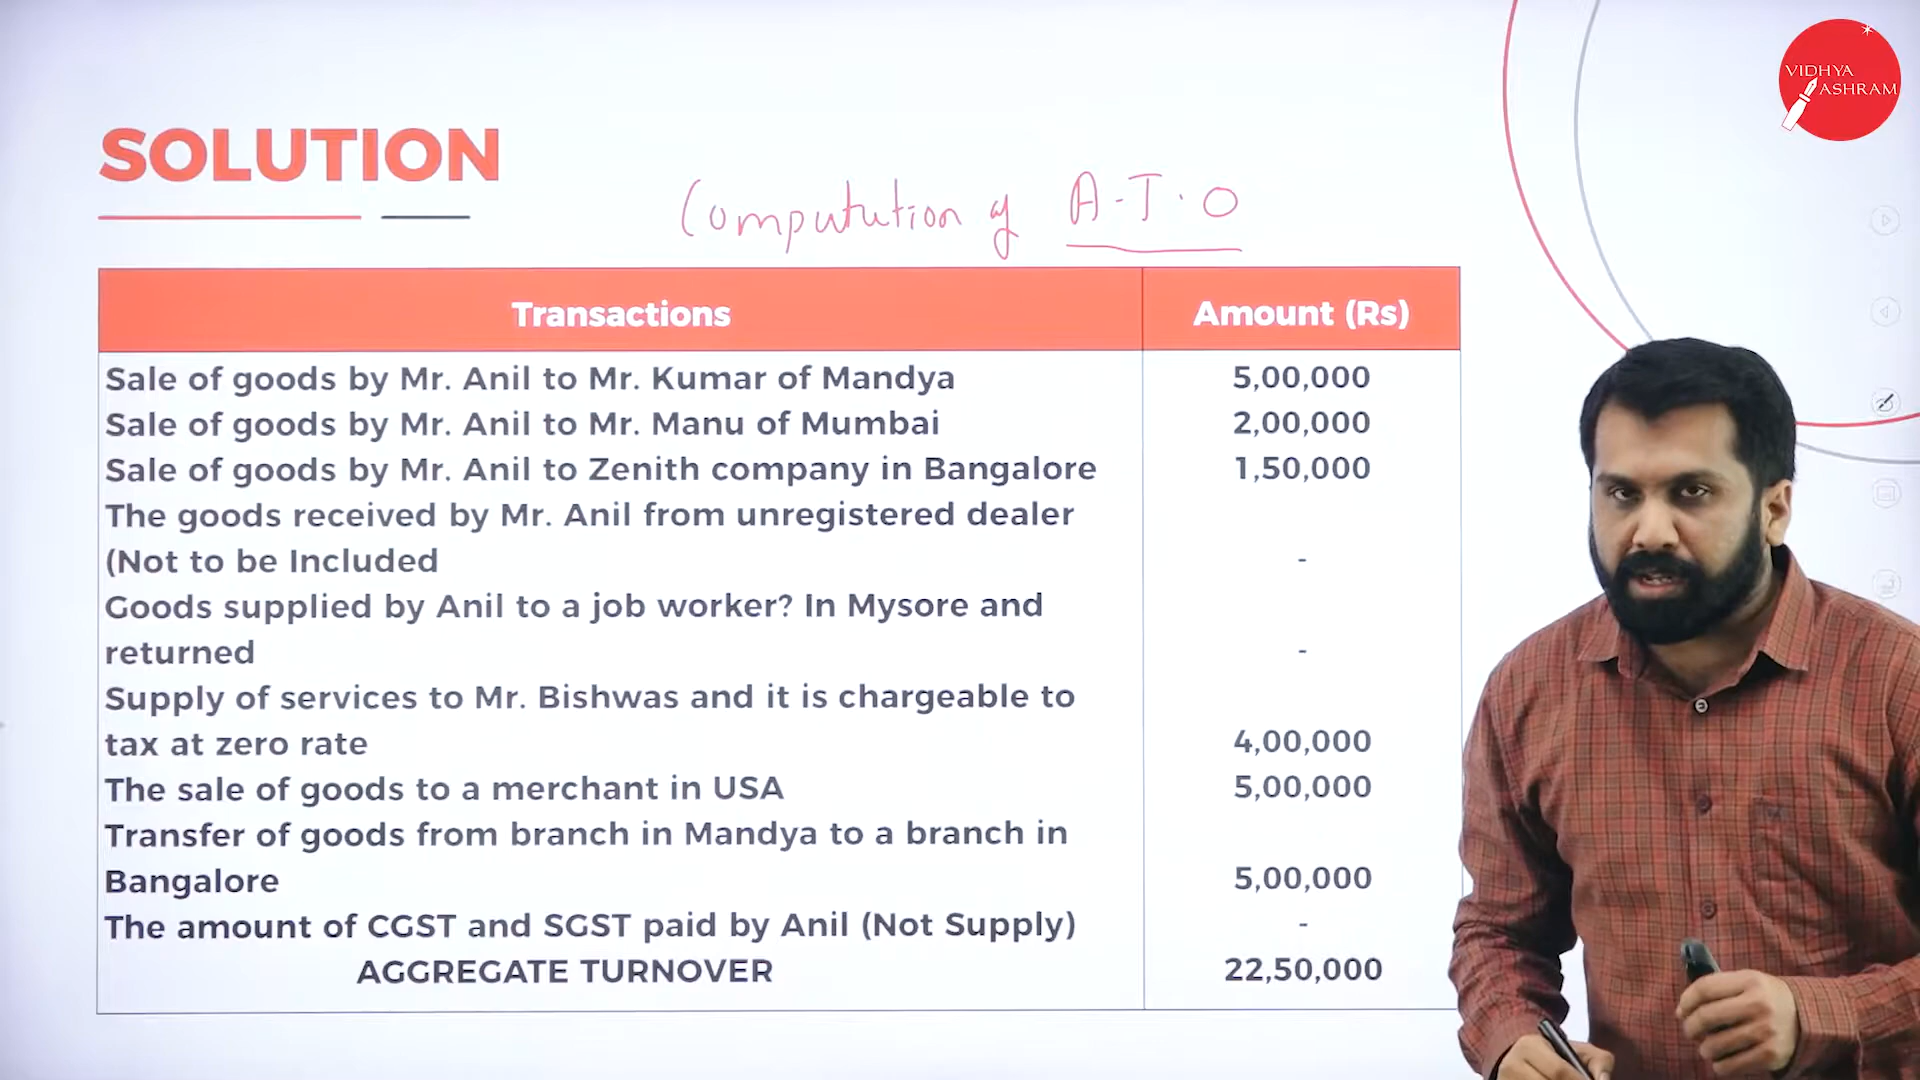 VIDHYA
ASHRAM
SOLUTION
Computution of A.T.O
Transactions
Amount (Rs)
Sale of goods by Mr. Anil to Mr. Kumar of Mandya 5,00,000
Sale of goods by Mr. Anil to Mr. Manu of Mumbai 2,00,000
Sale of goods by Mr. Anil to Zenith company in Bangalore 1,50,000
The goods received by Mr. Anil from unregistered dealer
(Not to be Included -
Goods supplied by Anil to a job worker? In Mysore and
returned -
Supply of services to Mr. Bishwas and it is chargeable to
tax at zero rate 4,00,000
The sale of goods to a merchant in USA 5,00,000
Transfer of goods from branch in Mandya to a branch in
Bangalore 5,00,000
The amount of CGST and SGST paid by Anil (Not Supply) -
AGGREGATE TURNOVER 22,50,000